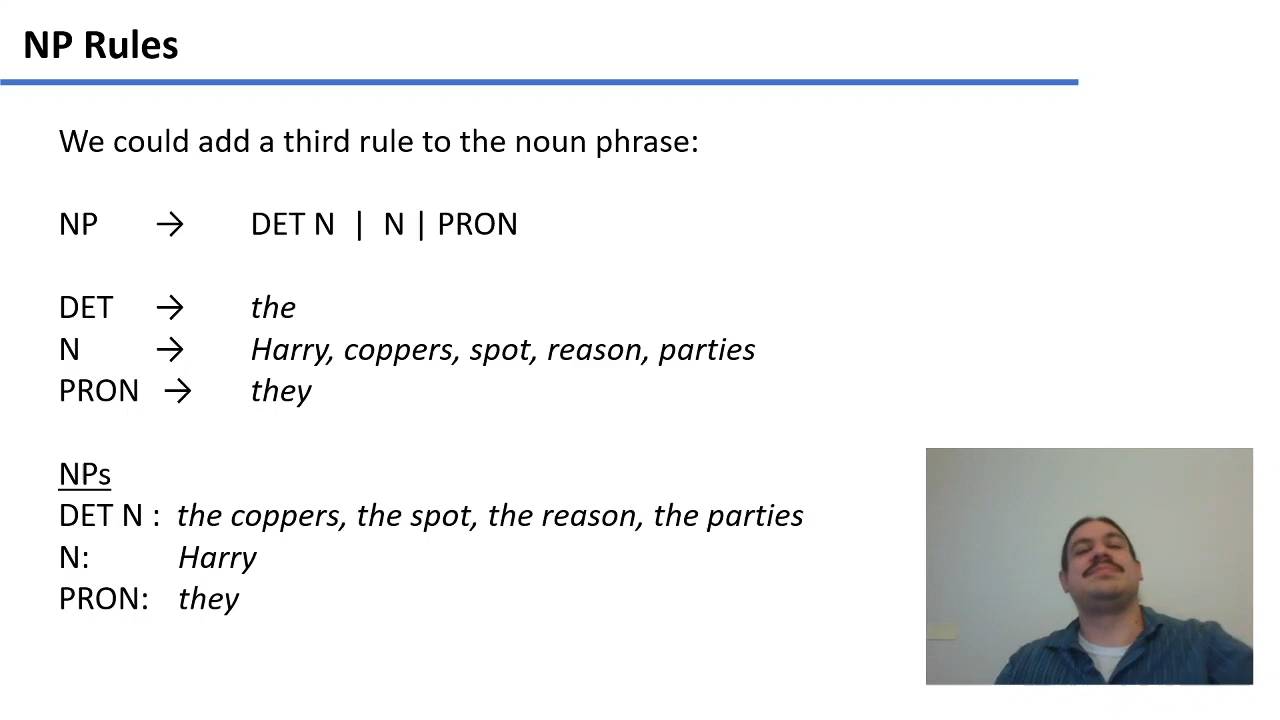 NP Rules
We could add a third rule to the noun phrase:
NP → DET N | N | PRON
DET → the
N → Harry, coppers, spot, reason, parties
PRON → they
NPs
DET N : the coppers, the spot, the reason, the parties
N: Harry
PRON: they